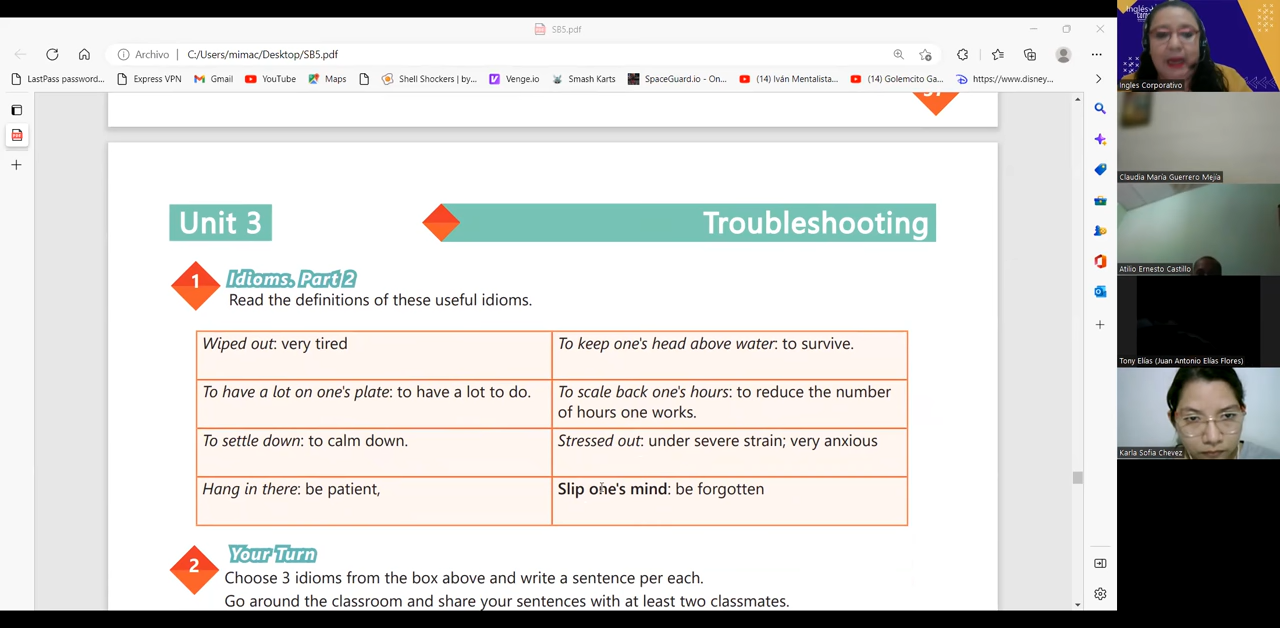 SB5.pdf
Archivo | C:/Users/mimac/Desktop/SB5.pdf
LastPass password... Express VPN Gmail YouTube Maps Shell Shockers | by... Venge.io Smash Karts SpaceGuard.io - On... (14) Iván Mentalista... (14) Golemcito Ga... https://www.disney...
Unit 3
Troubleshooting
1 Idioms. Part 2
Read the definitions of these useful idioms.
Wiped out: very tired
To keep one's head above water: to survive.
To have a lot on one's plate: to have a lot to do.
To scale back one's hours: to reduce the number
of hours one works.
To settle down: to calm down.
Stressed out: under severe strain; very anxious
Hang in there: be patient,
Slip one's mind: be forgotten
2 Your Turn
Choose 3 idioms from the box above and write a sentence per each.
Go around the classroom and share your sentences with at least two classmates.
Ingles Corporativo
Claudia María Guerrero Mejía
Atilio Ernesto Castillo
Tony Elías (Juan Antonio Elías Flores)
Karla Sofia Chevez